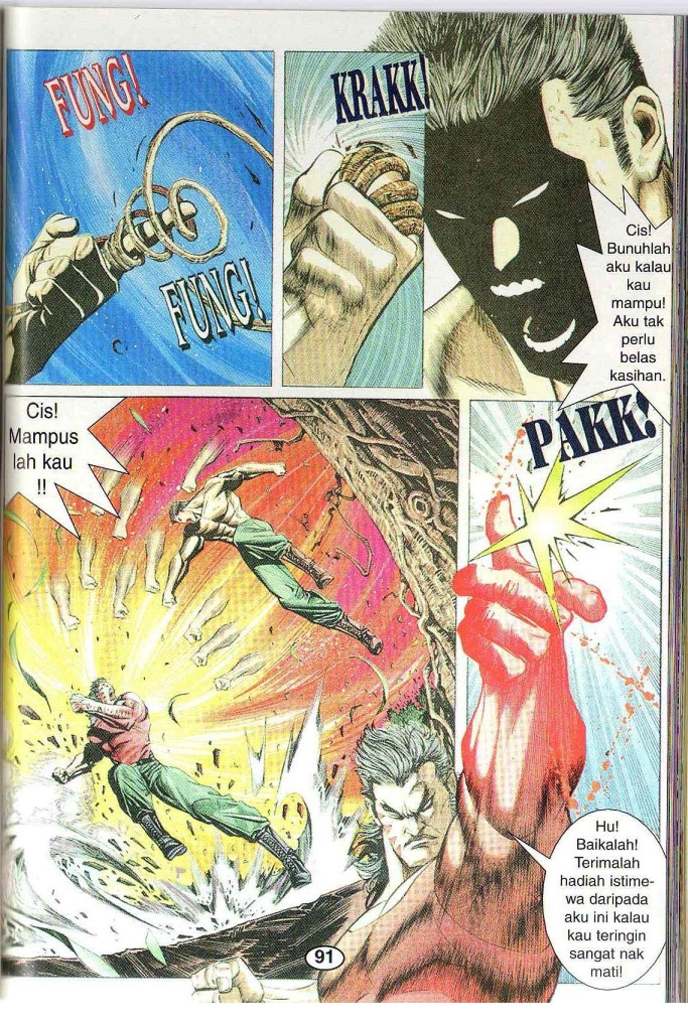 FUNG!
FUNG!
KRAKK!
Cis!
Bunuhlah
aku kalau
kau
mampu!
Aku tak
perlu
belas
kasihan.
Cis!
Mampus
lah kau
!!
PAKK!
Hu!
Baikalah!
Terimalah
hadiah istime-
wa daripada
aku ini kalau
kau teringin
sangat nak
mati!
91